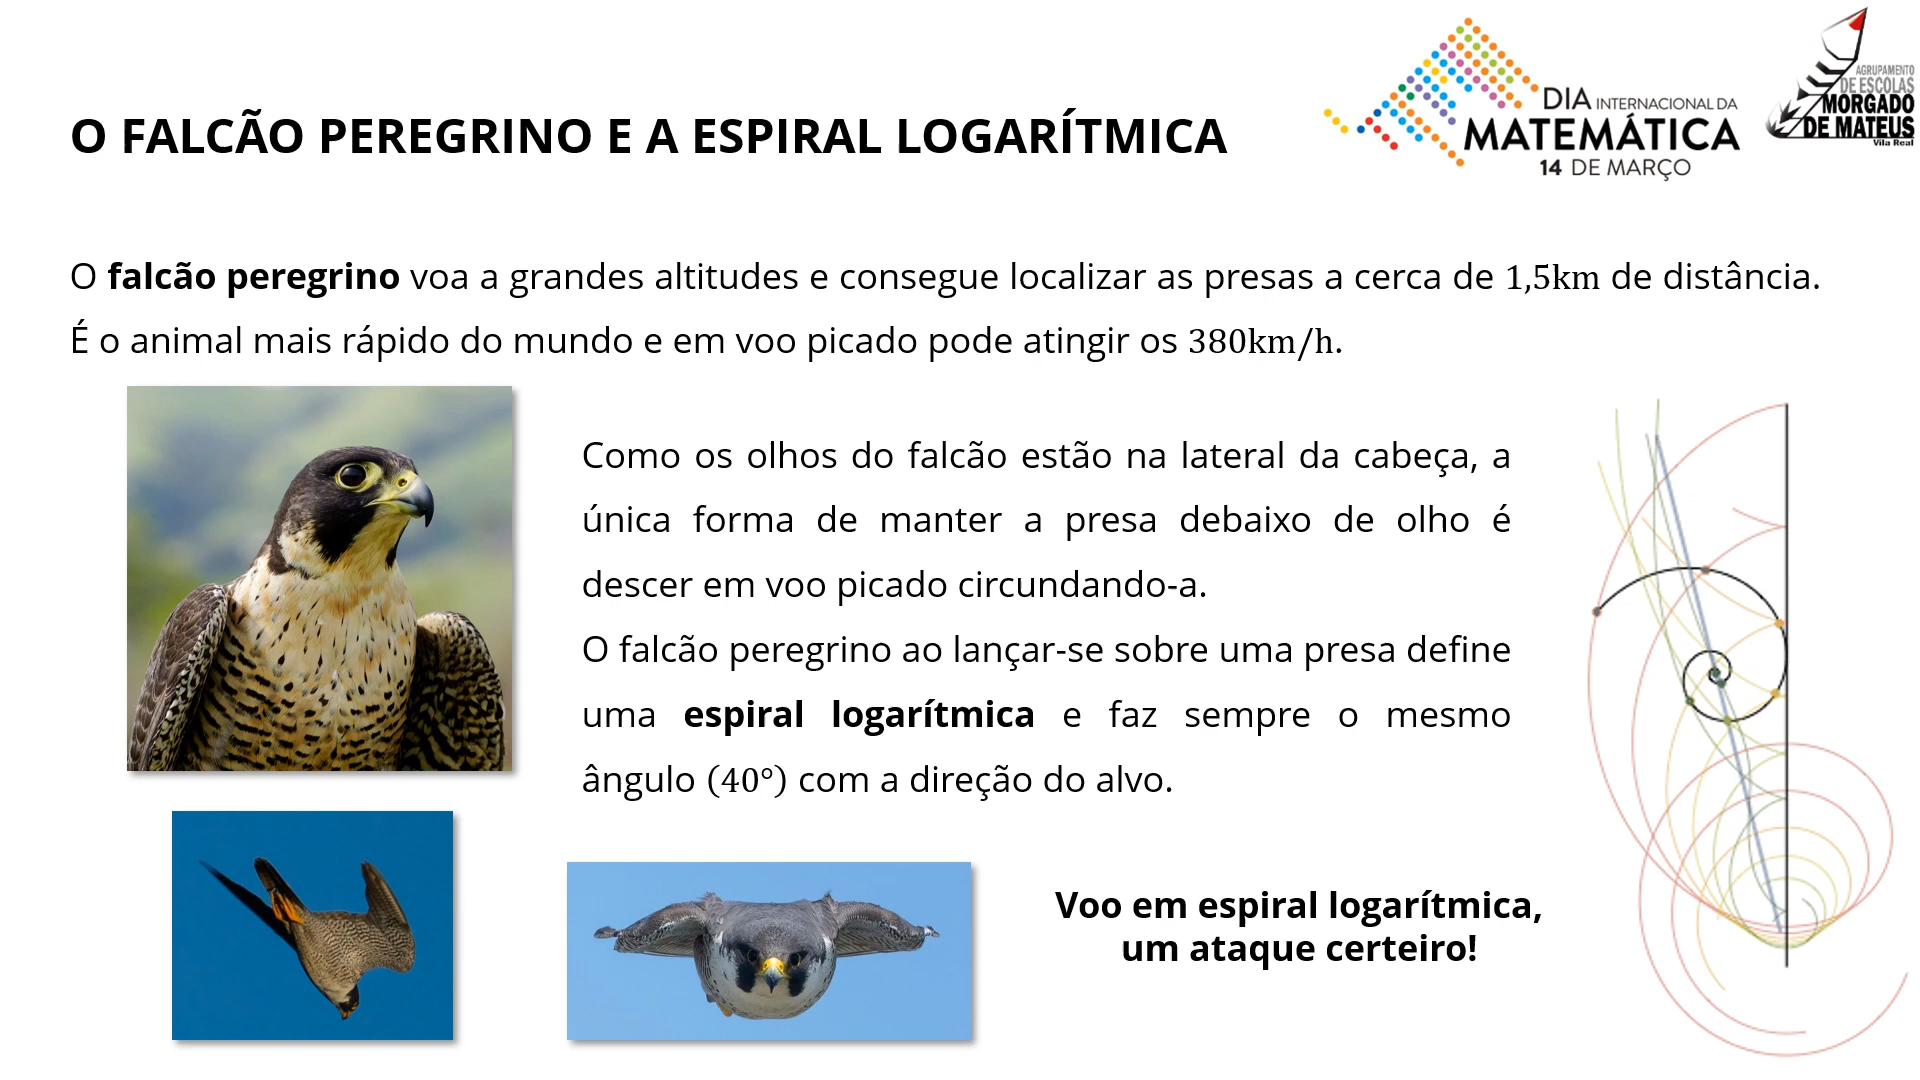 O FALCÃO PEREGRINO E A ESPIRAL LOGARÍTMICA
DIA INTERNACIONAL DA
MATEMÁTICA
14 DE MARÇO
AGRUPAMENTO
DE ESCOLAS
MORGADO
DE MATEUS
Vila Real
O falcão peregrino voa a grandes altitudes e consegue localizar as presas a cerca de 1,5km de distância.
É o animal mais rápido do mundo e em voo picado pode atingir os 380km/h.
Como os olhos do falcão estão na lateral da cabeça, a
única forma de manter a presa debaixo de olho é
descer em voo picado circundando-a.
O falcão peregrino ao lançar-se sobre uma presa define
uma espiral logarítmica e faz sempre o mesmo
ângulo (40°) com a direção do alvo.
Voo em espiral logarítmica,
um ataque certeiro!